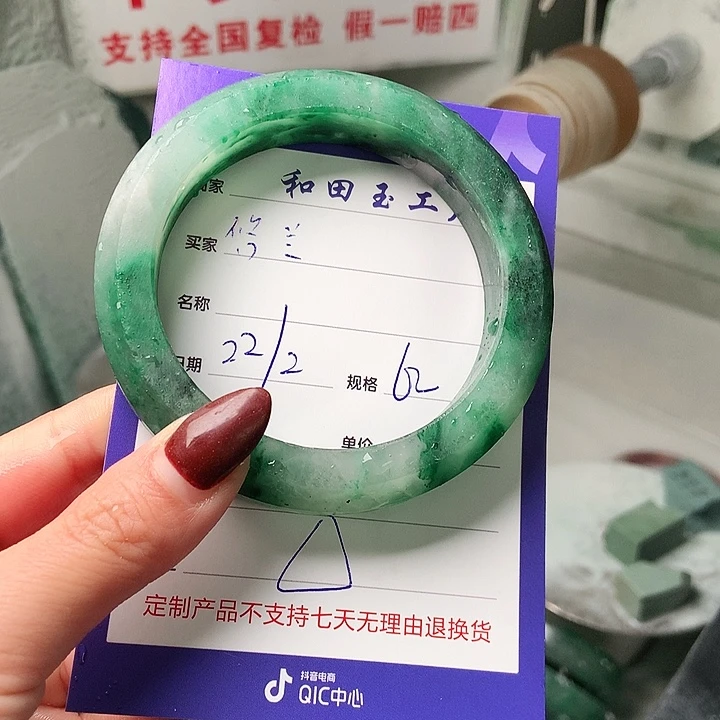 支持全国复检 假一赔四
家 和田玉工
买家 兰
名称
日期 22/2 规格 62
单价
定制产品不支持七天无理由退换货
抖音电商
QIC中心